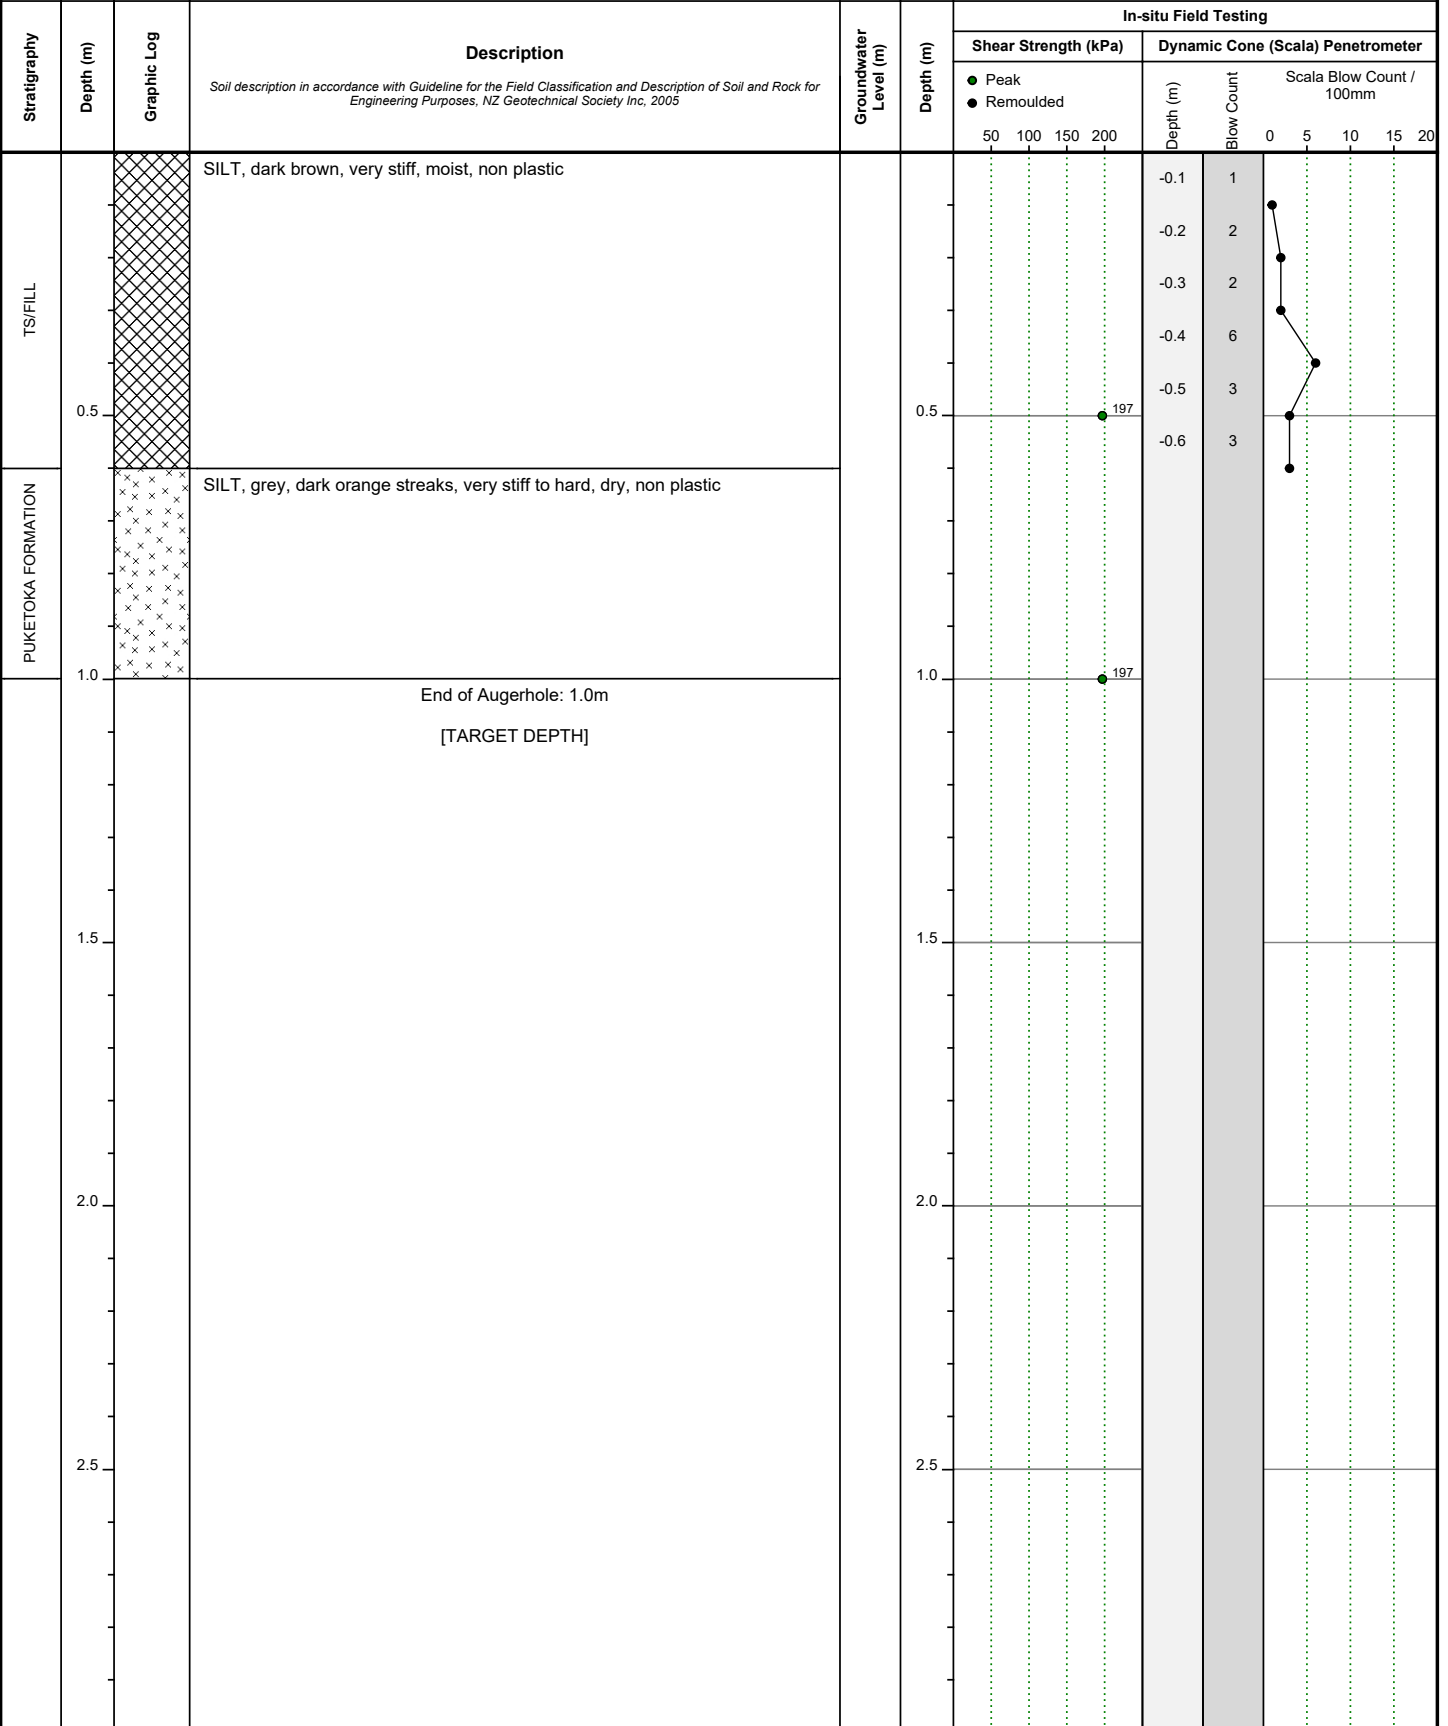 In-situ Field Testing
Stratigraphy
Depth (m)
Graphic Log
Description
Soil description in accordance with Guideline for the Field Classification and Description of Soil and Rock for
Engineering Purposes, NZ Geotechnical Society Inc, 2005
Groundwater
Level (m)
Depth (m)
Shear Strength (kPa)
Peak
Remoulded
50 100 150 200
Dynamic Cone (Scala) Penetrometer
Depth (m)
Blow Count
Scala Blow Count /
100mm
0 5 10 15 20
TS/FILL
SILT, dark brown, very stiff, moist, non plastic
-0.1 1
-0.2 2
-0.3 2
-0.4 6
-0.5 3
0.5 0.5 197
-0.6 3
PUKETOKA FORMATION
SILT, grey, dark orange streaks, very stiff to hard, dry, non plastic
1.0 1.0 197
End of Augerhole: 1.0m
[TARGET DEPTH]
1.5 1.5
2.0 2.0
2.5 2.5